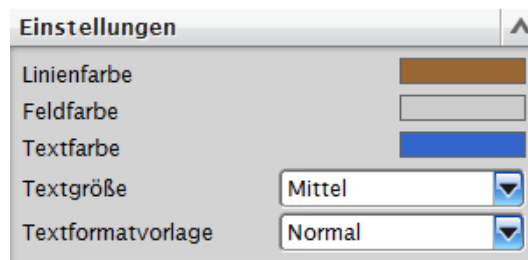 Einstellungen
Linienfarbe
Feldfarbe
Textfarbe
Textgröße Mittel
Textformatvorlage Normal